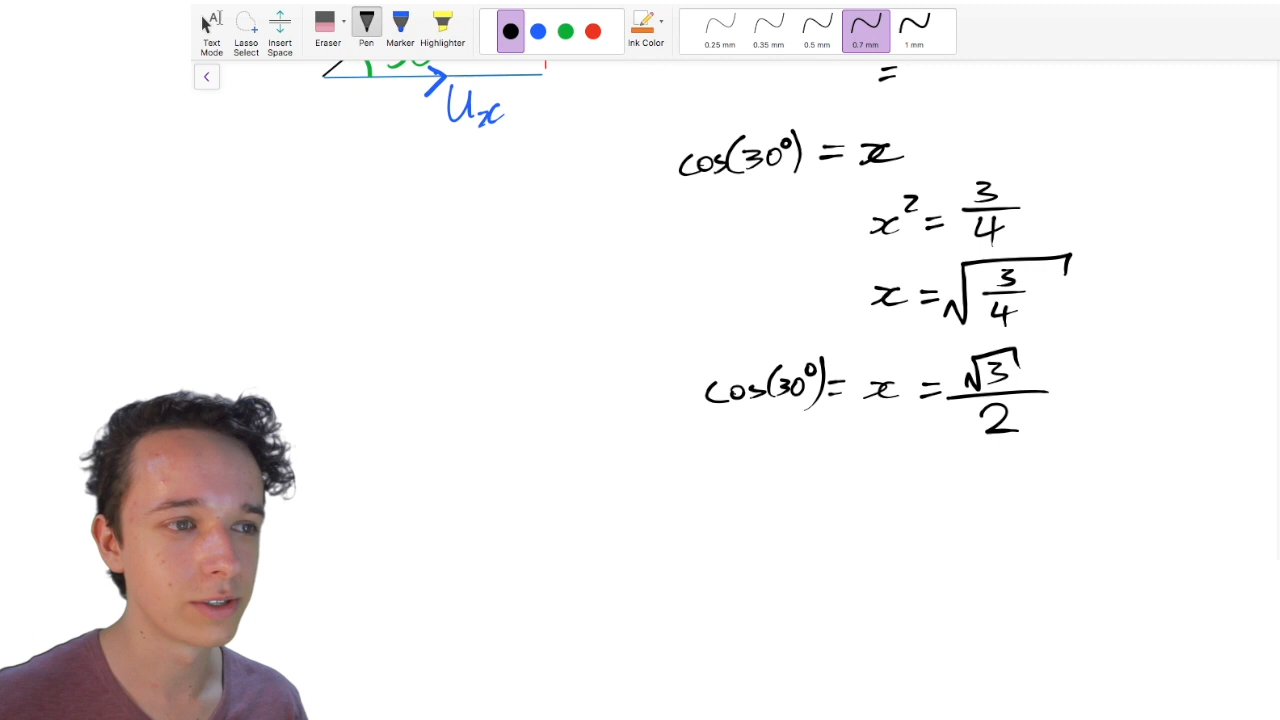 Text Mode
Lasso Select
Insert Space
Eraser
Pen
Marker
Highlighter
Ink Color
0.25 mm
0.35 mm
0.5 mm
0.7 mm
1 mm
30
Ux
=
cos(30°) = x
x² = 3/4
x = √(3/4)
cos(30°) = x = √3/2